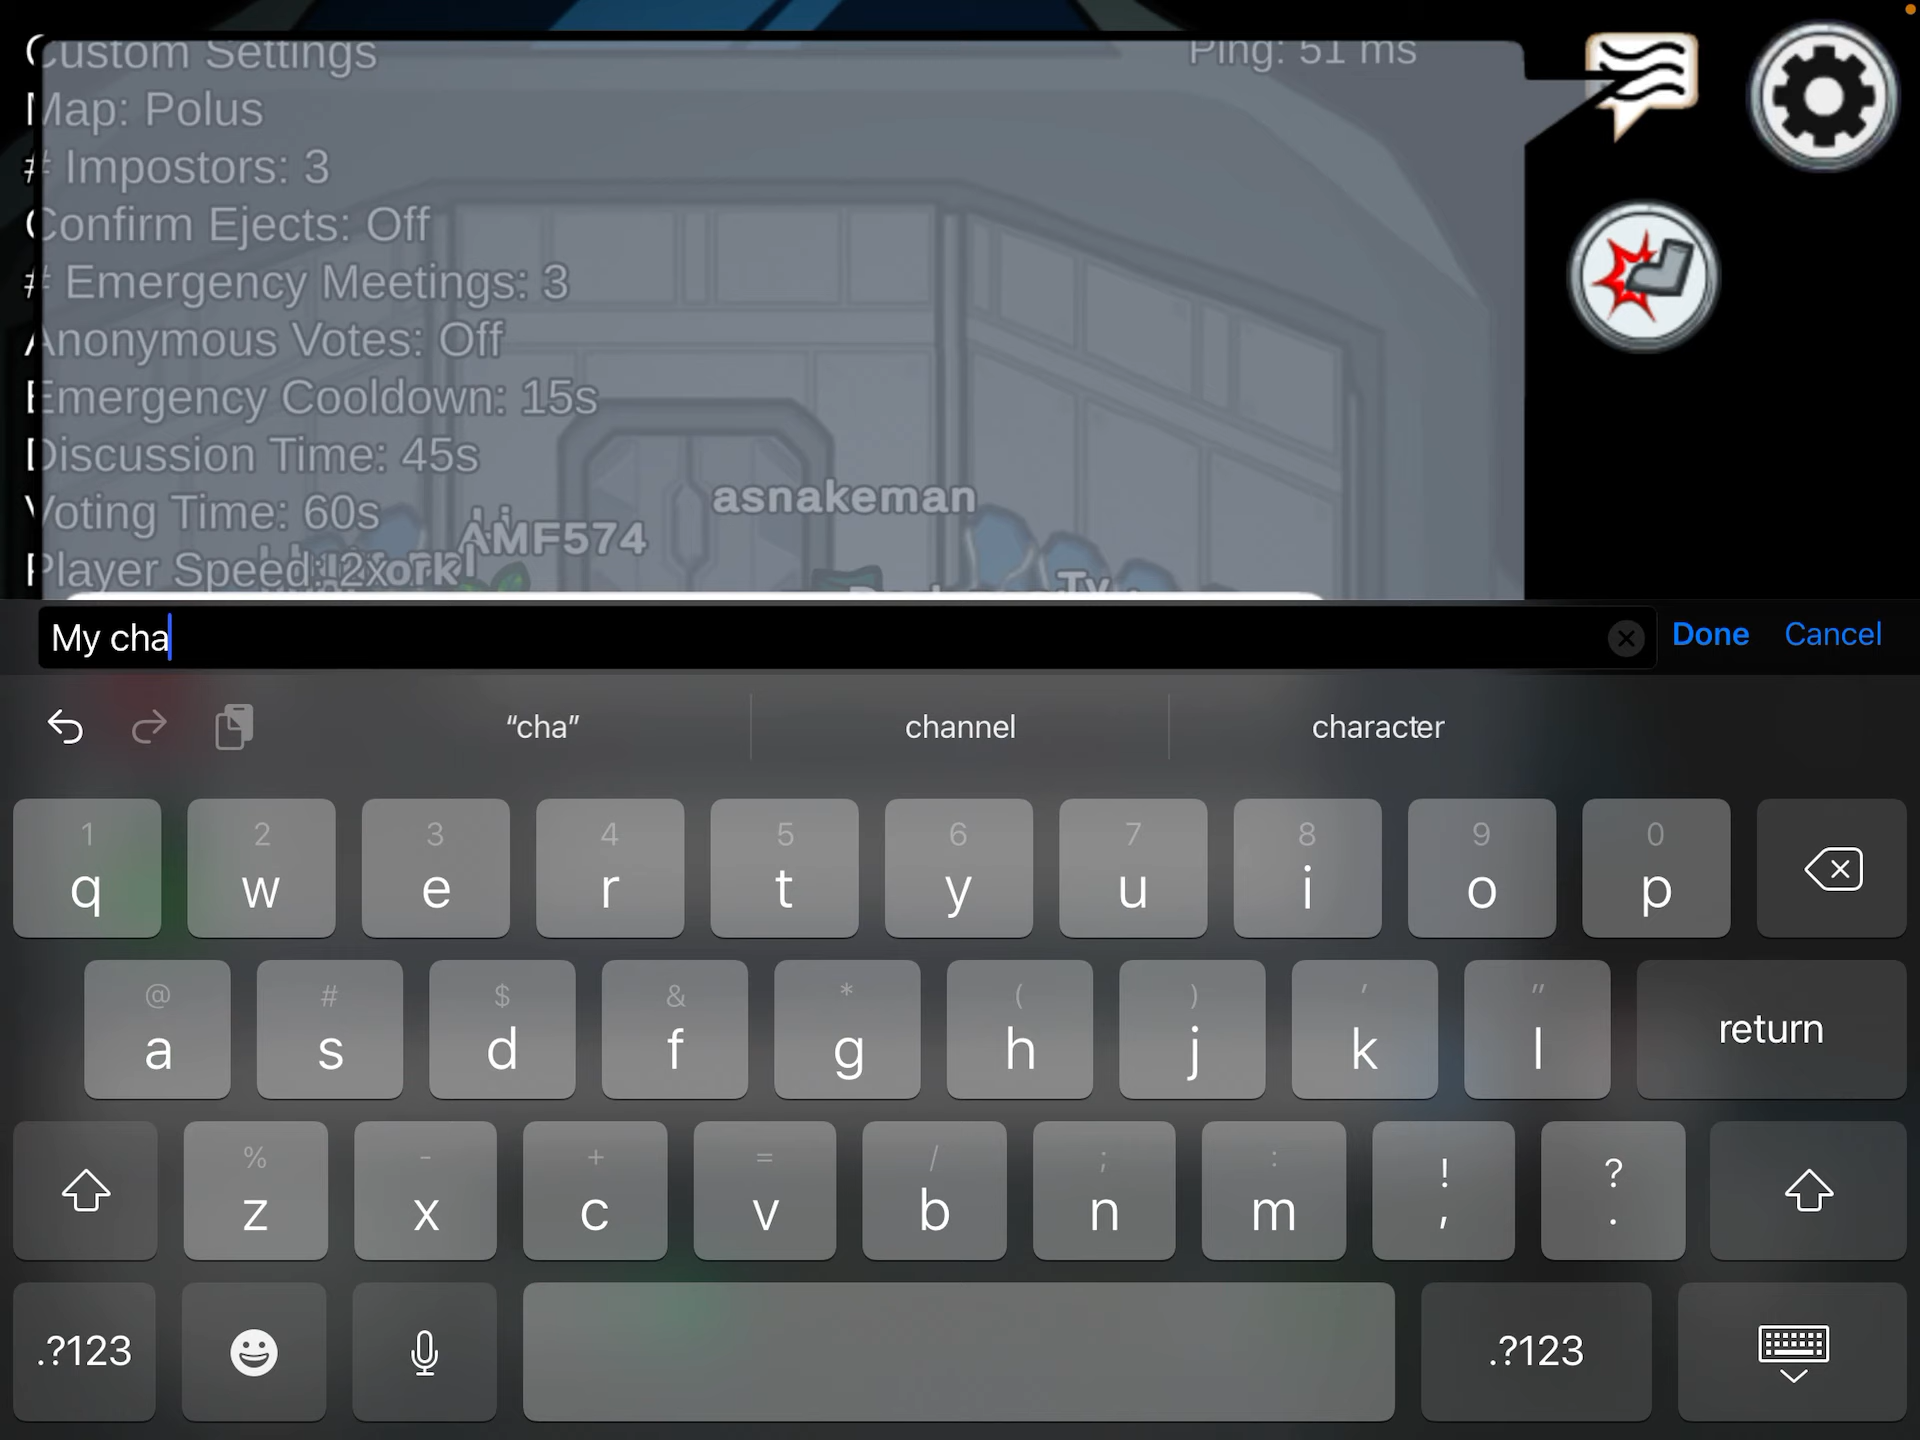 Custom Settings
Ping: 51 ms
Map: Polus
# Impostors: 3
Confirm Ejects: Off
# Emergency Meetings: 3
Anonymous Votes: Off
Emergency Cooldown: 15s
Discussion Time: 45s
asnakeman
Voting Time: 60s
AMF574
Player Speed: 2x
Ty
My cha
Done
Cancel
“cha”
channel
character
1 2 3 4 5 6 7 8 9 0
q w e r t y u i o p
@ # $ & * ( ) ' "
a s d f g h j k l
return
% - + = / ; : ! ?
z x c v b n m , .
.?123
.?123